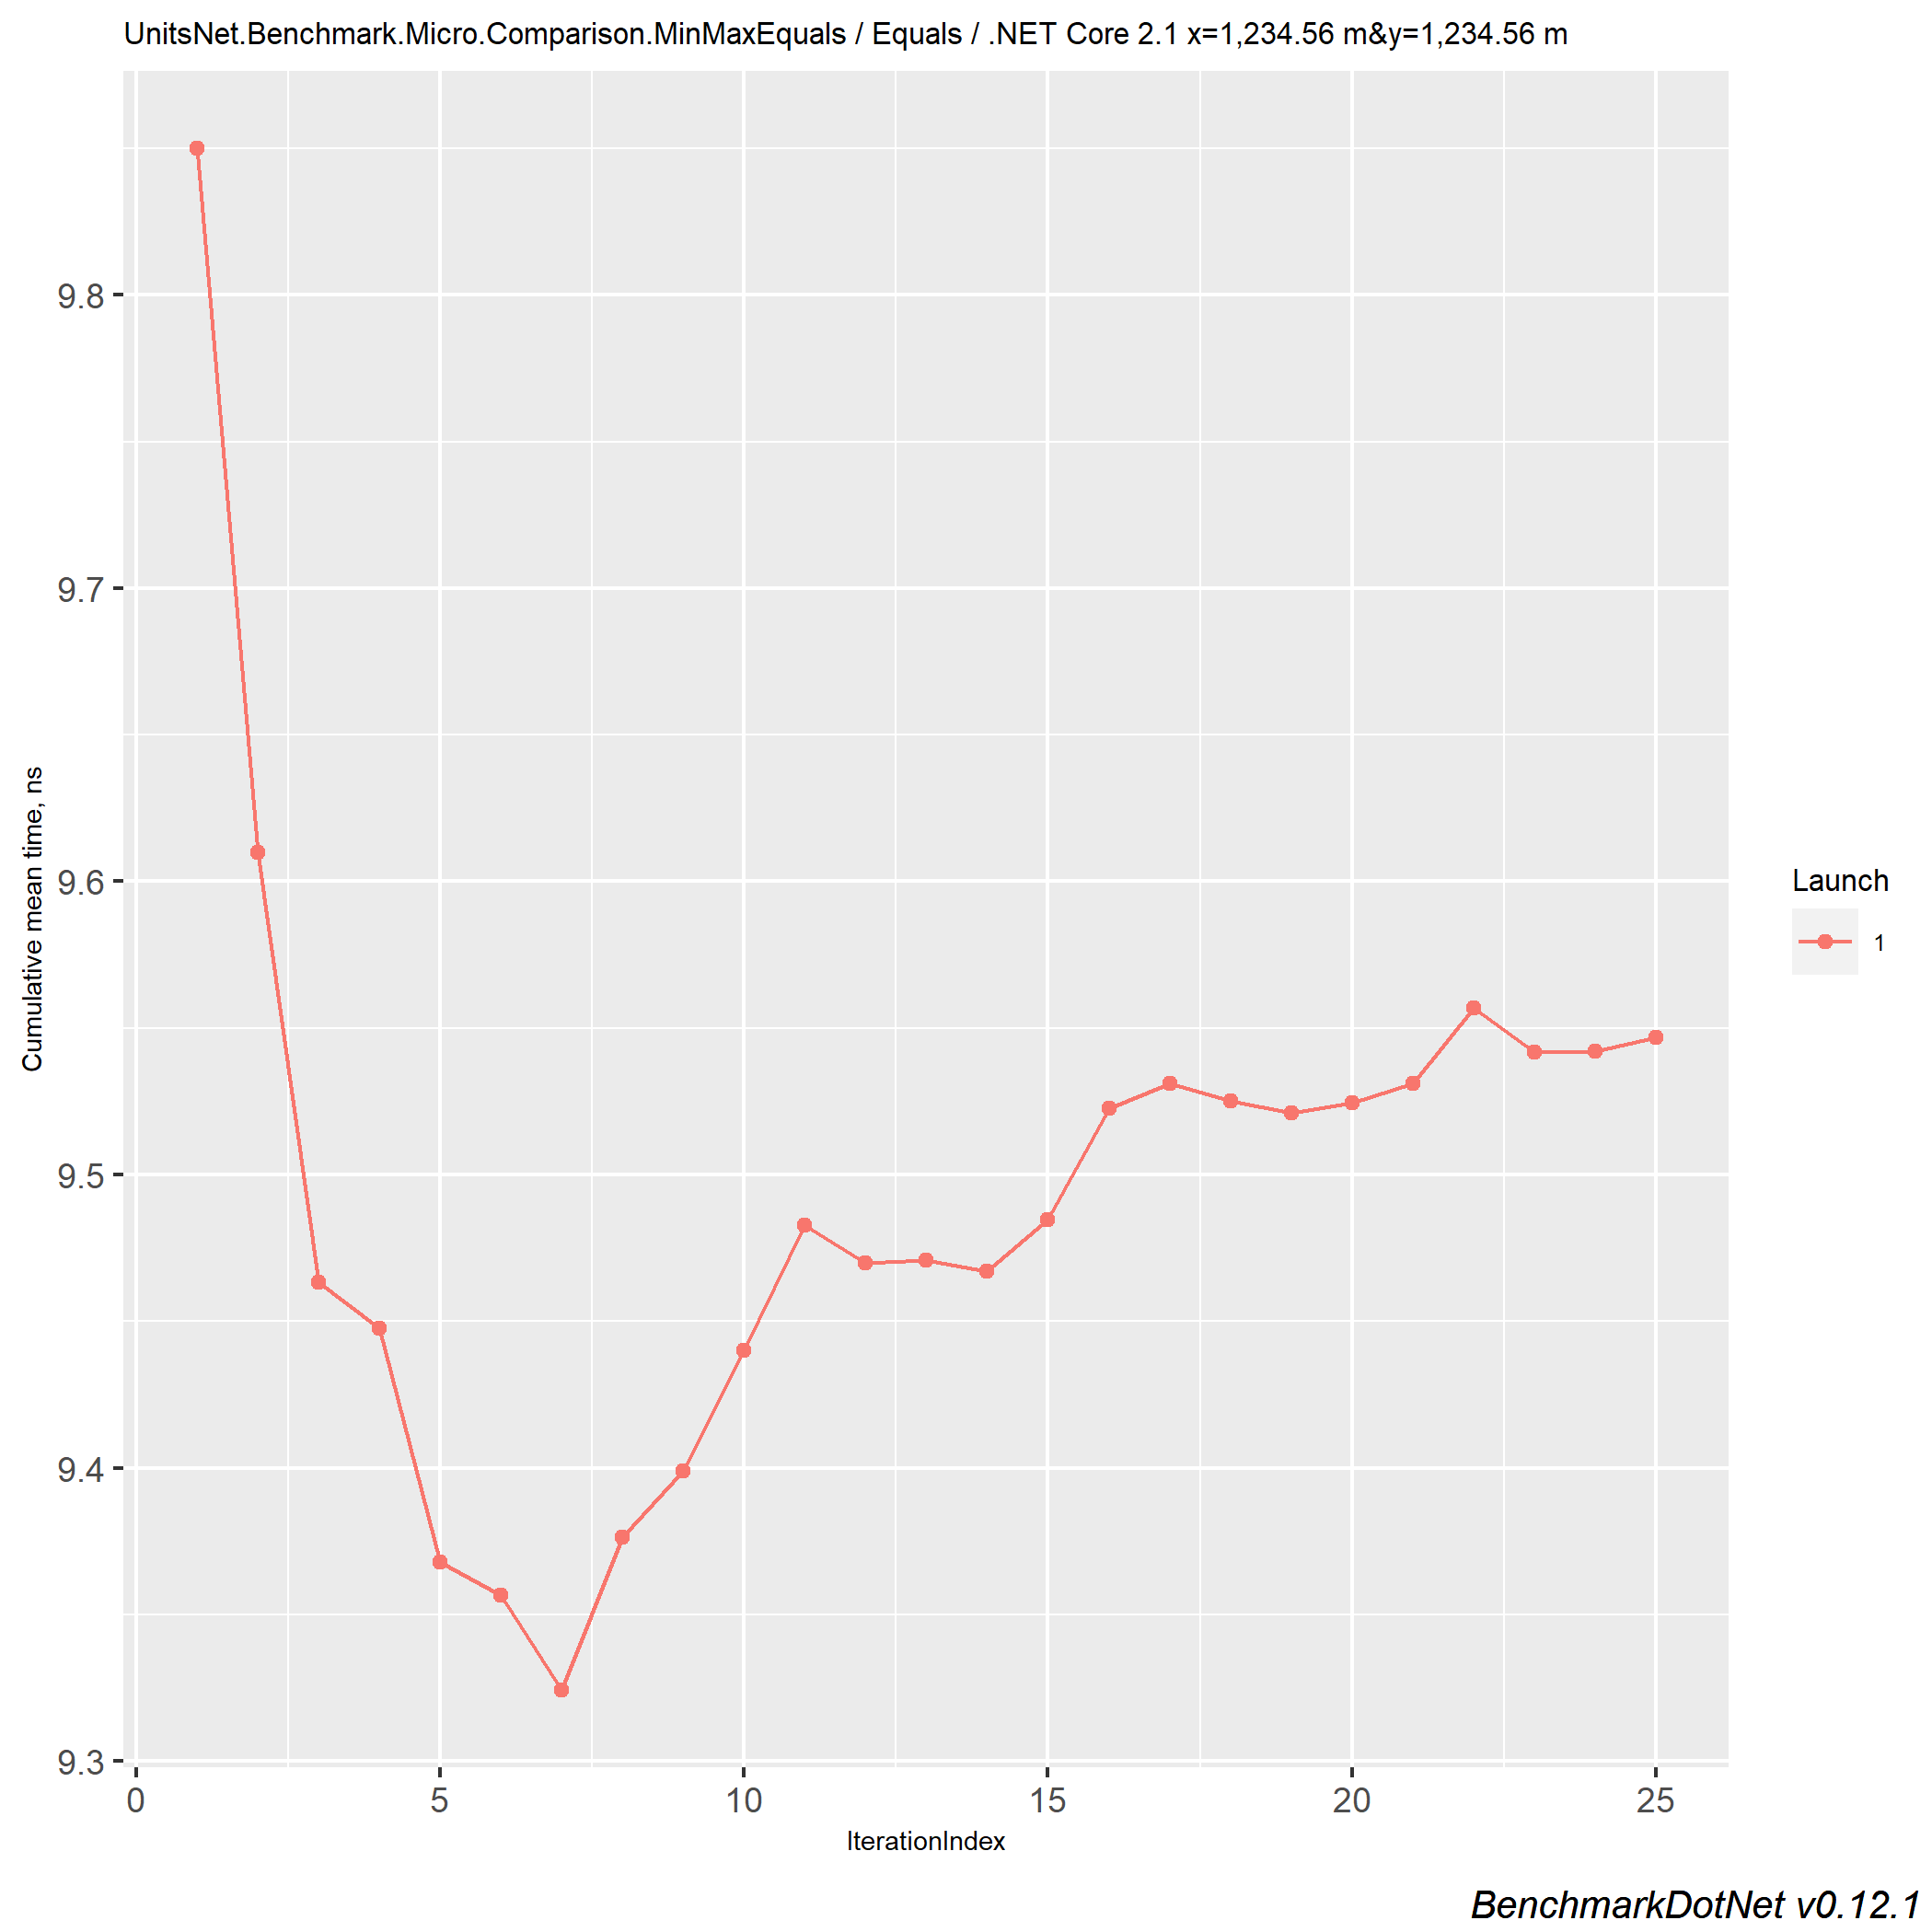 UnitsNet.Benchmark.Micro.Comparison.MinMaxEquals / Equals / .NET Core 2.1 x=1,234.56 m&y=1,234.56 m
Cumulative mean time, ns
9.8
9.7
9.6
9.5
9.4
9.3
0 5 10 15 20 25
IterationIndex
Launch
1
BenchmarkDotNet v0.12.1